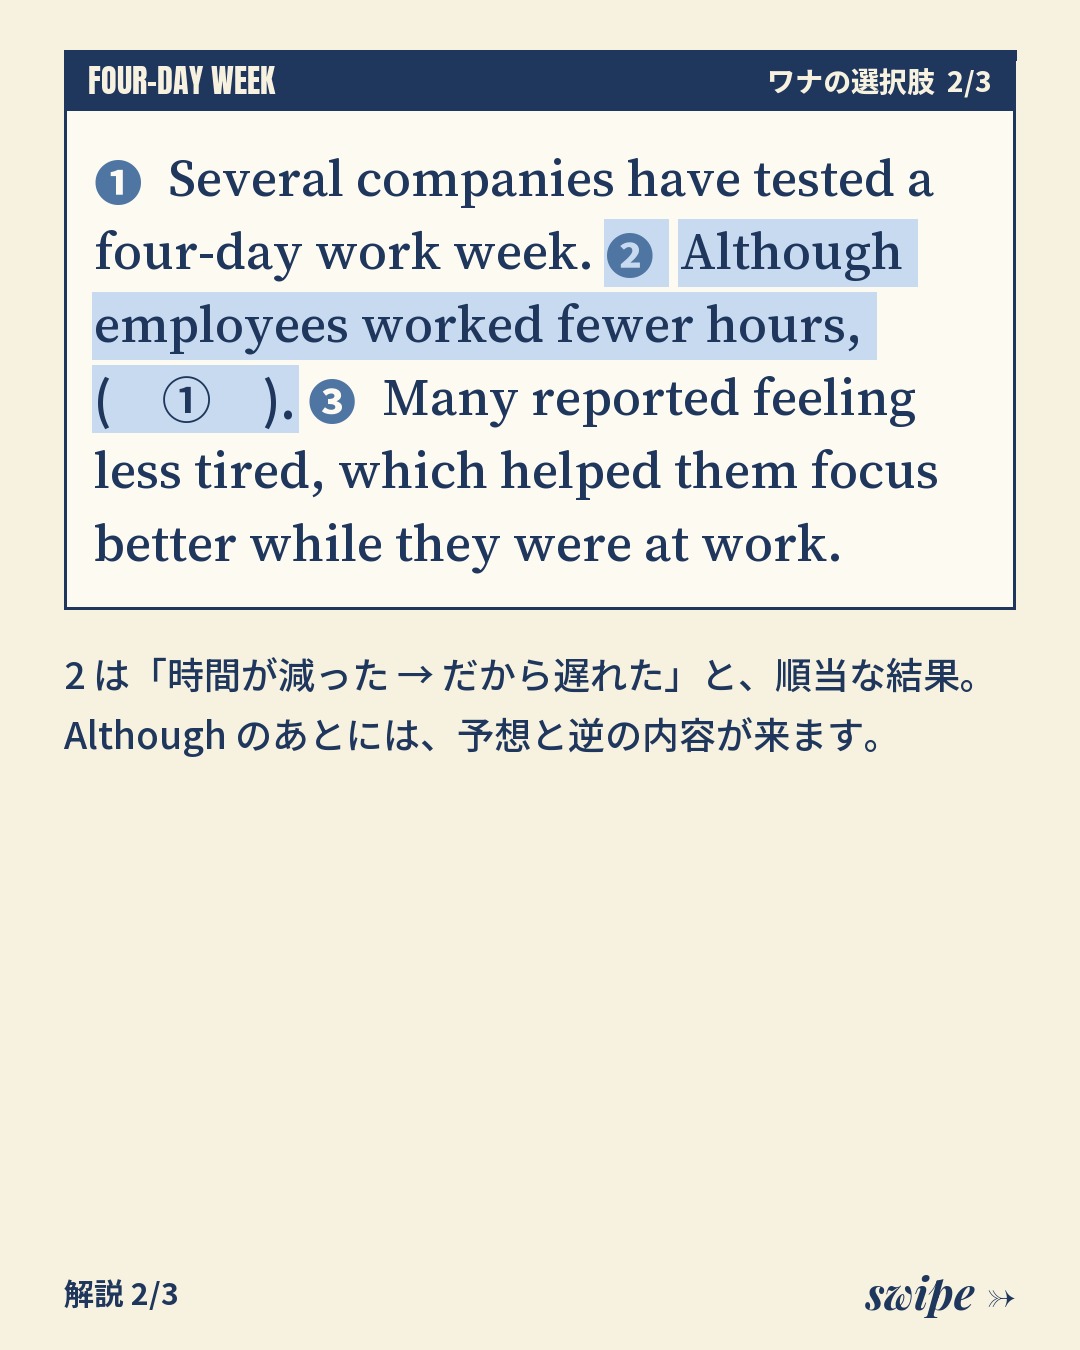 FOUR-DAY WEEK
ワナの選択肢 2/3
❶ Several companies have tested a
four-day work week. ❷ Although
employees worked fewer hours,
( ① ). ❸ Many reported feeling
less tired, which helped them focus
better while they were at work.
2 は「時間が減った → だから遅れた」と、順当な結果。
Although のあとには、予想と逆の内容が来ます。
解説 2/3
swipe